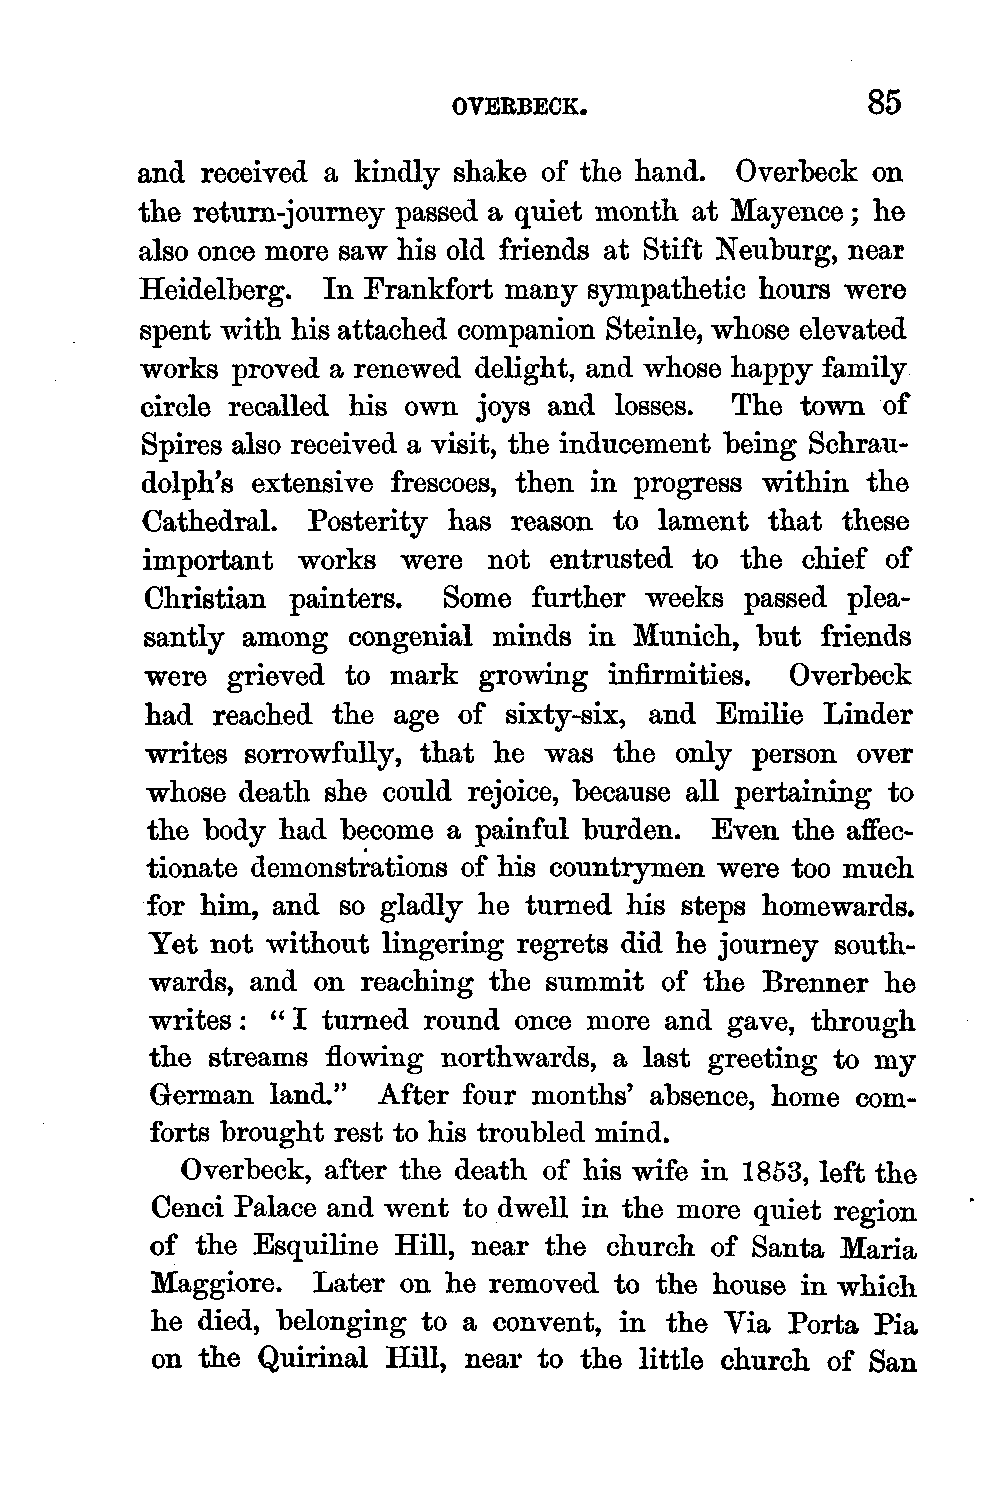 OVERBECK. 85
and received a kindly shake of the hand. Overbeck on
the return-journey passed a quiet month at Mayence; he
also once more saw his old friends at Stift Neuburg, near
Heidelberg. In Frankfort many sympathetic hours were
spent with his attached companion Steinle, whose elevated
works proved a renewed delight, and whose happy family
circle recalled his own joys and losses. The town of
Spires also received a visit, the inducement being Schrau-
dolph's extensive frescoes, then in progress within the
Cathedral. Posterity has reason to lament that these
important works were not entrusted to the chief of
Christian painters. Some further weeks passed plea-
santly among congenial minds in Munich, but friends
were grieved to mark growing infirmities. Overbeck
had reached the age of sixty-six, and Emilie Linder
writes sorrowfully, that he was the only person over
whose death she could rejoice, because all pertaining to
the body had become a painful burden. Even the affec-
tionate demonstrations of his countrymen were too much
for him, and so gladly he turned his steps homewards.
Yet not without lingering regrets did he journey south-
wards, and on reaching the summit of the Brenner he
writes: "I turned round once more and gave, through
the streams flowing northwards, a last greeting to my
German land." After four months' absence, home com-
forts brought rest to his troubled mind.
Overbeck, after the death of his wife in 1853, left the
Cenci Palace and went to dwell in the more quiet region
of the Esquiline Hill, near the church of Santa Maria
Maggiore. Later on he removed to the house in which
he died, belonging to a convent, in the Via Porta Pia
on the Quirinal Hill, near to the little church of San